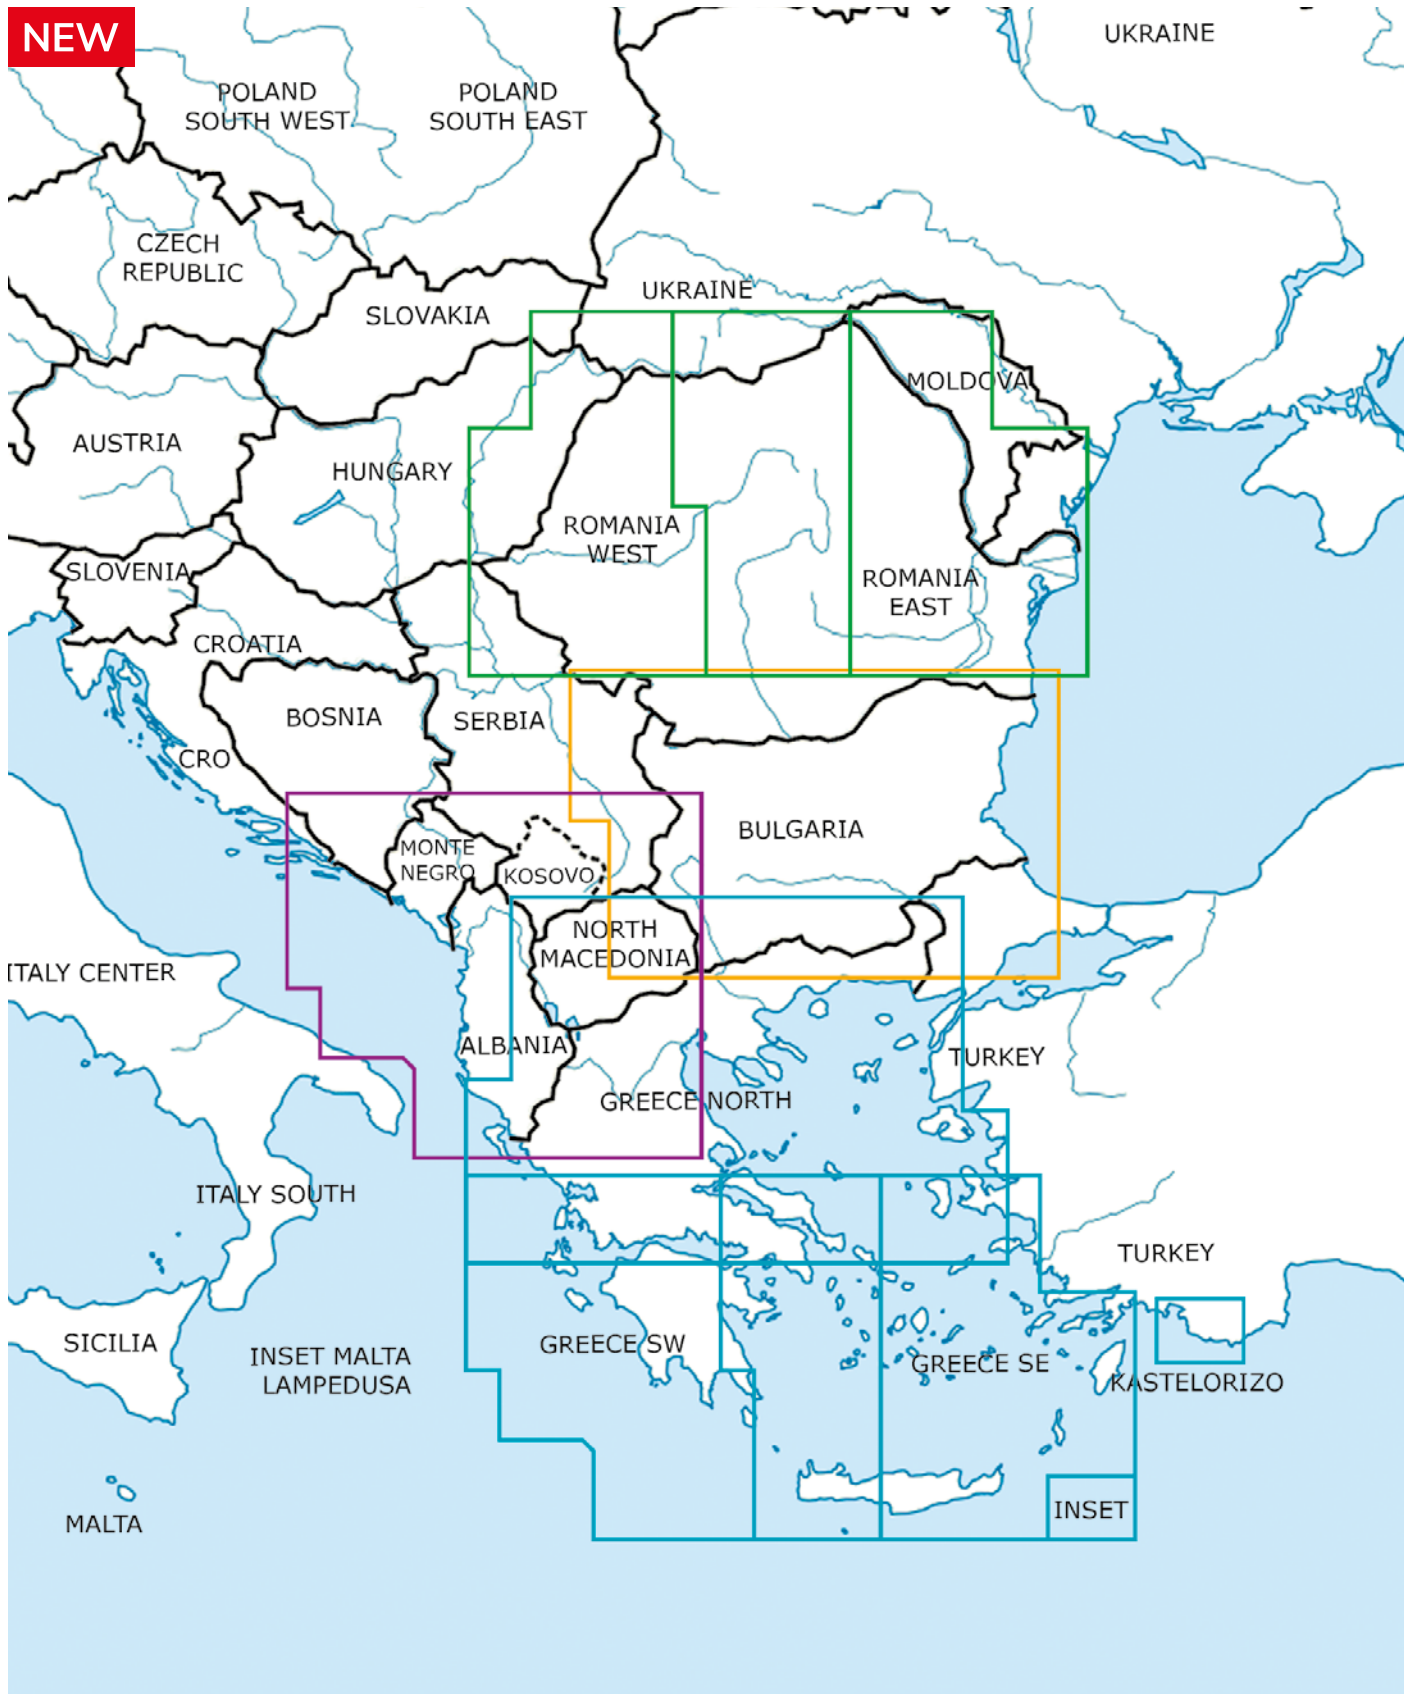 NEW
UKRAINE
POLAND
SOUTH WEST
POLAND
SOUTH EAST
CZECH
REPUBLIC
UKRAINE
SLOVAKIA
MOLDOVA
AUSTRIA
HUNGARY
ROMANIA
WEST
SLOVENIA
ROMANIA
EAST
CROATIA
BOSNIA
SERBIA
CRO
BULGARIA
MONTE
NEGRO
KOSOVO
NORTH
MACEDONIA
ITALY CENTER
ALBANIA
TURKEY
GREECE NORTH
ITALY SOUTH
TURKEY
SICILIA
GREECE SW
INSET MALTA
LAMPEDUSA
GREECE SE
KASTELORIZO
INSET
MALTA